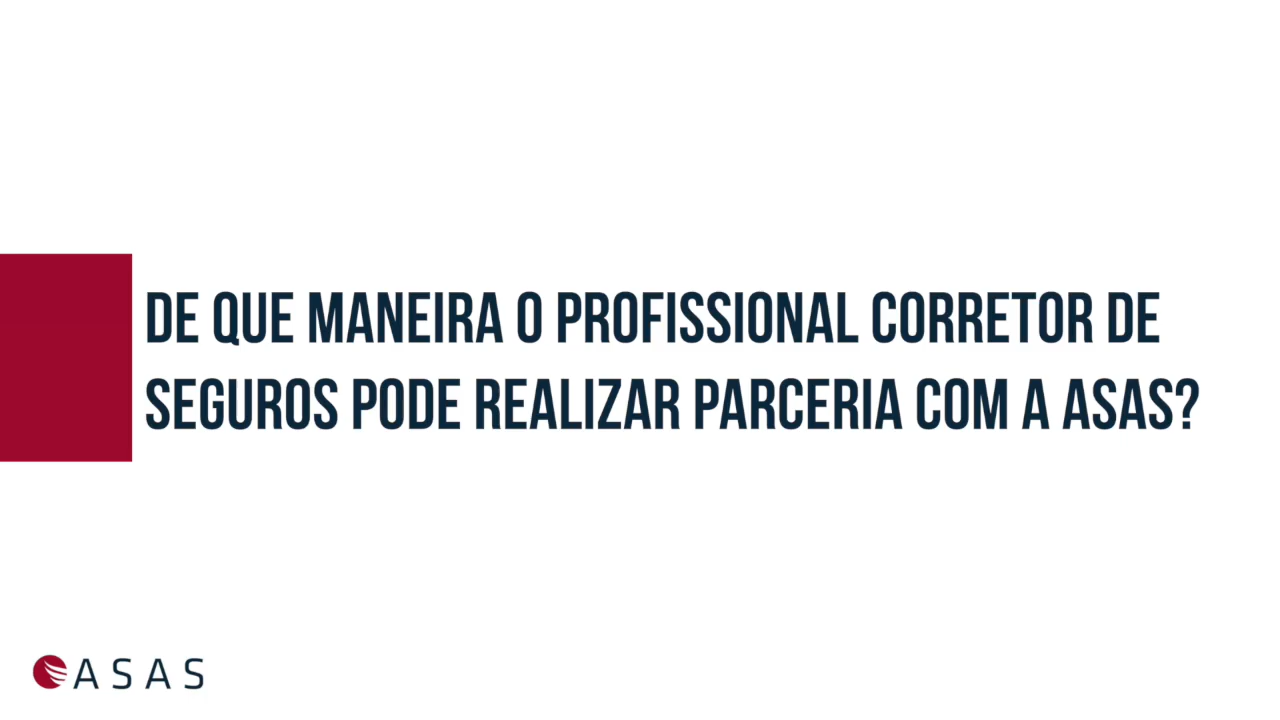 DE QUE MANEIRA O PROFISSIONAL CORRETOR DE
SEGUROS PODE REALIZAR PARCERIA COM A ASAS?
ASAS